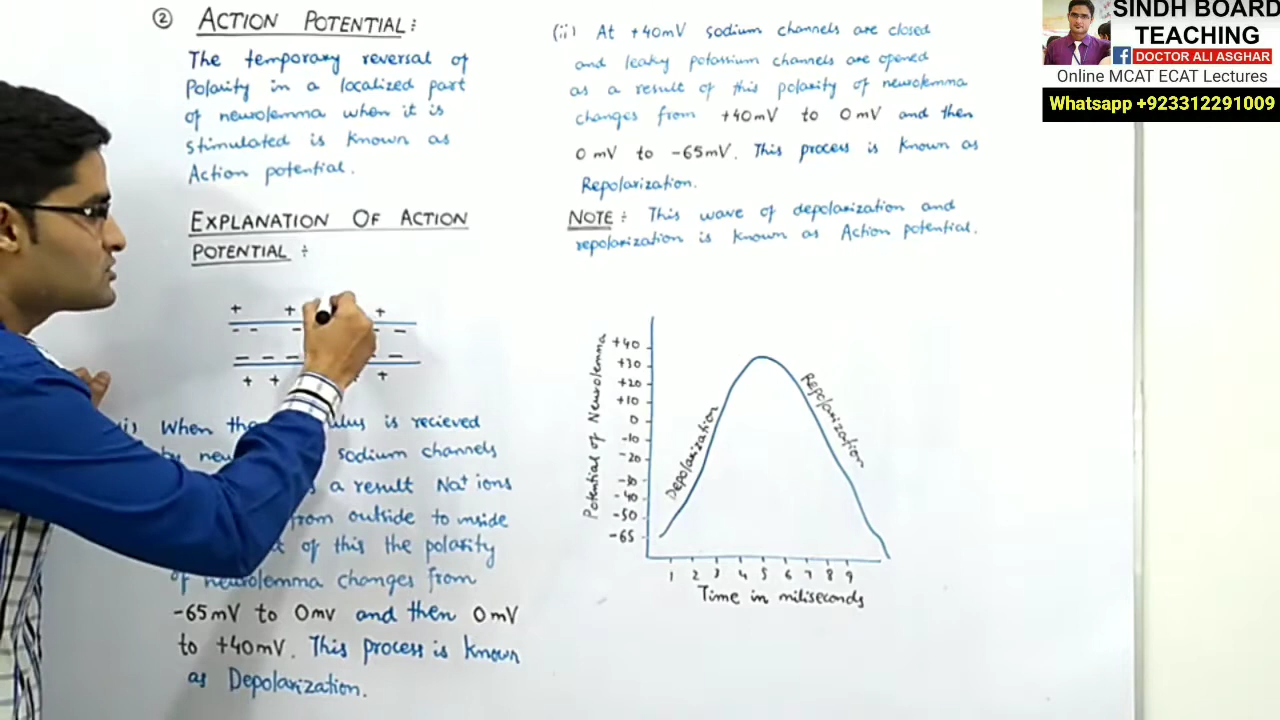 ② ACTION POTENTIAL:
The temporary reversal of
Polarity in a localized part
of neurolemma when it is
stimulated is known as
Action potential.
EXPLANATION OF ACTION
POTENTIAL ÷
+ + +
- - - -
- - - -
+ + +
i) When the lus is recieved
by neu sodium channels
s a result Na+ ions
from outside to inside
t of this the polarity
of neurolemma changes from
-65mV to 0mv and then 0mV
to +40mV. This process is known
as Depolarization.
(ii) At +40mV sodium channels are closed
and leaky potassium channels are opened
as a result of this polarity of neurolemma
changes from +40mV to 0mV and then
0mV to -65mV. This process is known as
Repolarization.
NOTE: This wave of depolarization and
repolarization is known as Action potential.
Potential of Neurolemma
+40
+30
+20
+10
0
-10
-20
-30
-40
-50
-65
Depolarization
Repolarization
1 2 3 4 5 6 7 8 9
Time in miliseconds
SINDH BOARD
TEACHING
f DOCTOR ALI ASGHAR
Online MCAT ECAT Lectures
Whatsapp +923312291009